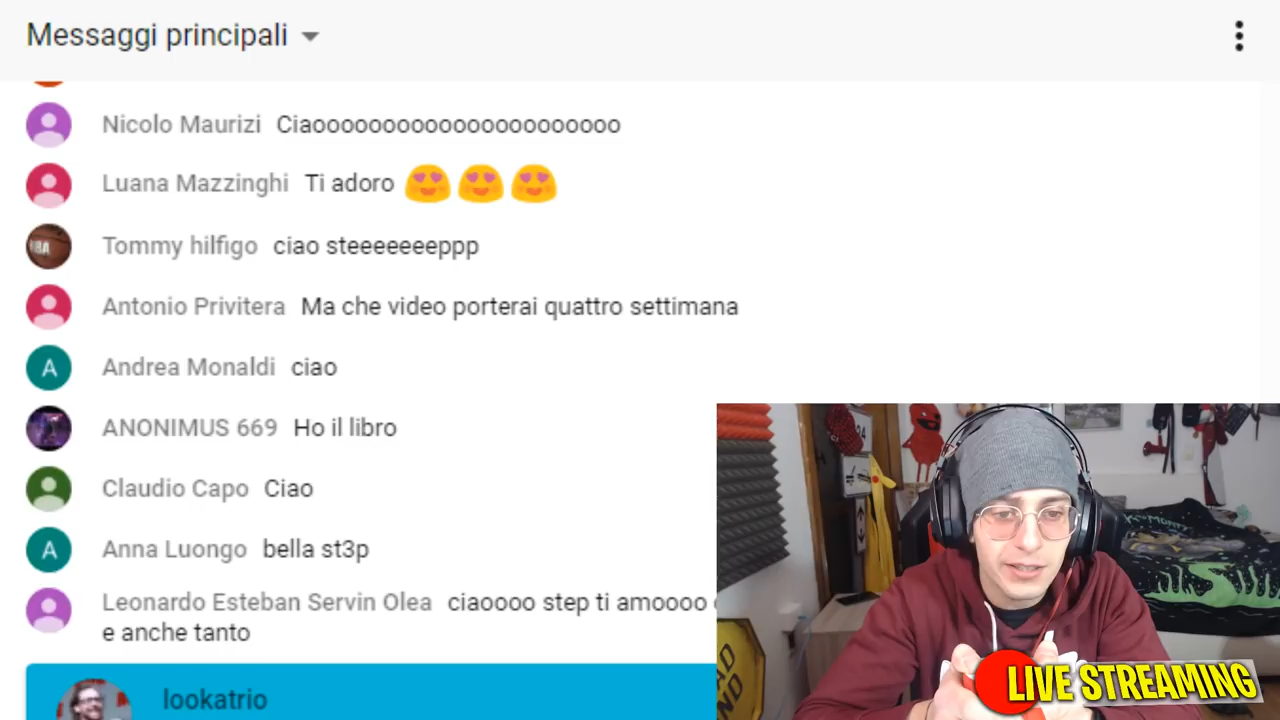 Messaggi principali
Nicolo Maurizi Ciaoooooooooooooooooooooo
Luana Mazzinghi Ti adoro 😍😍😍
Tommy hilfigo ciao steeeeeeeppp
Antonio Privitera Ma che video porterai quattro settimana
A Andrea Monaldi ciao
ANONIMUS 669 Ho il libro
Claudio Capo Ciao
A Anna Luongo bella st3p
Leonardo Esteban Servin Olea ciaoooo step ti amoooo
e anche tanto
lookatrio
24
LIVE STREAMING